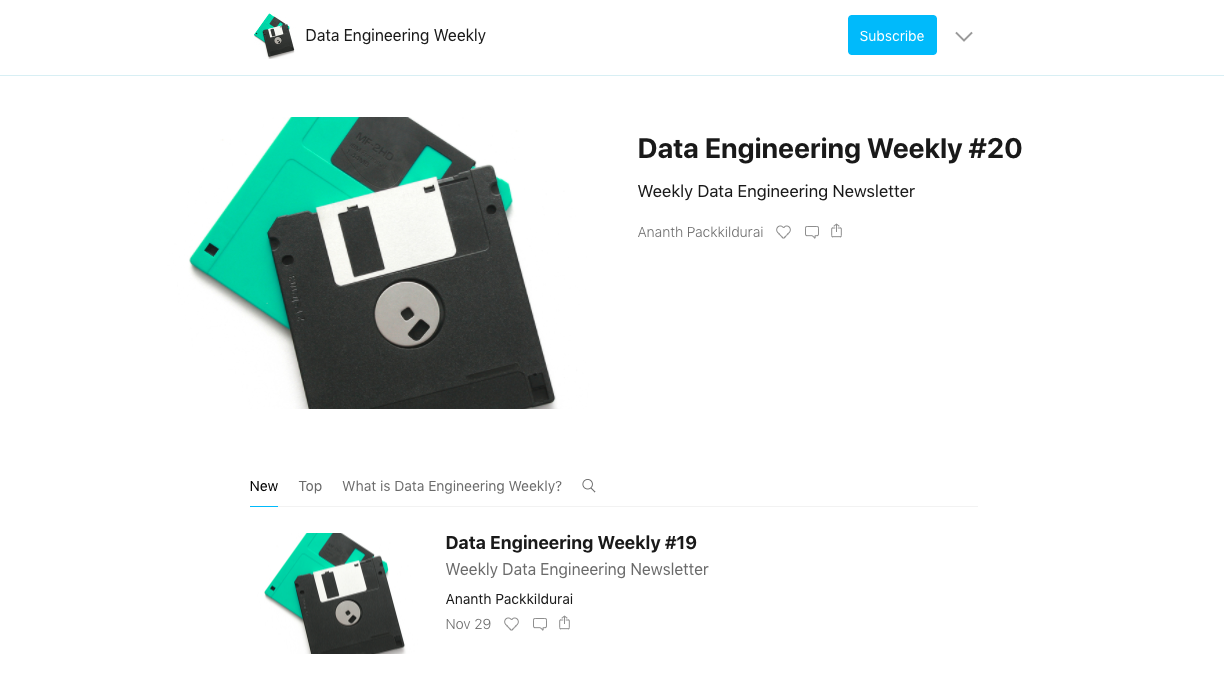 Data Engineering Weekly
Subscribe
Data Engineering Weekly #20
Weekly Data Engineering Newsletter
Ananth Packkildurai
New Top What is Data Engineering Weekly?
Data Engineering Weekly #19
Weekly Data Engineering Newsletter
Ananth Packkildurai
Nov 29